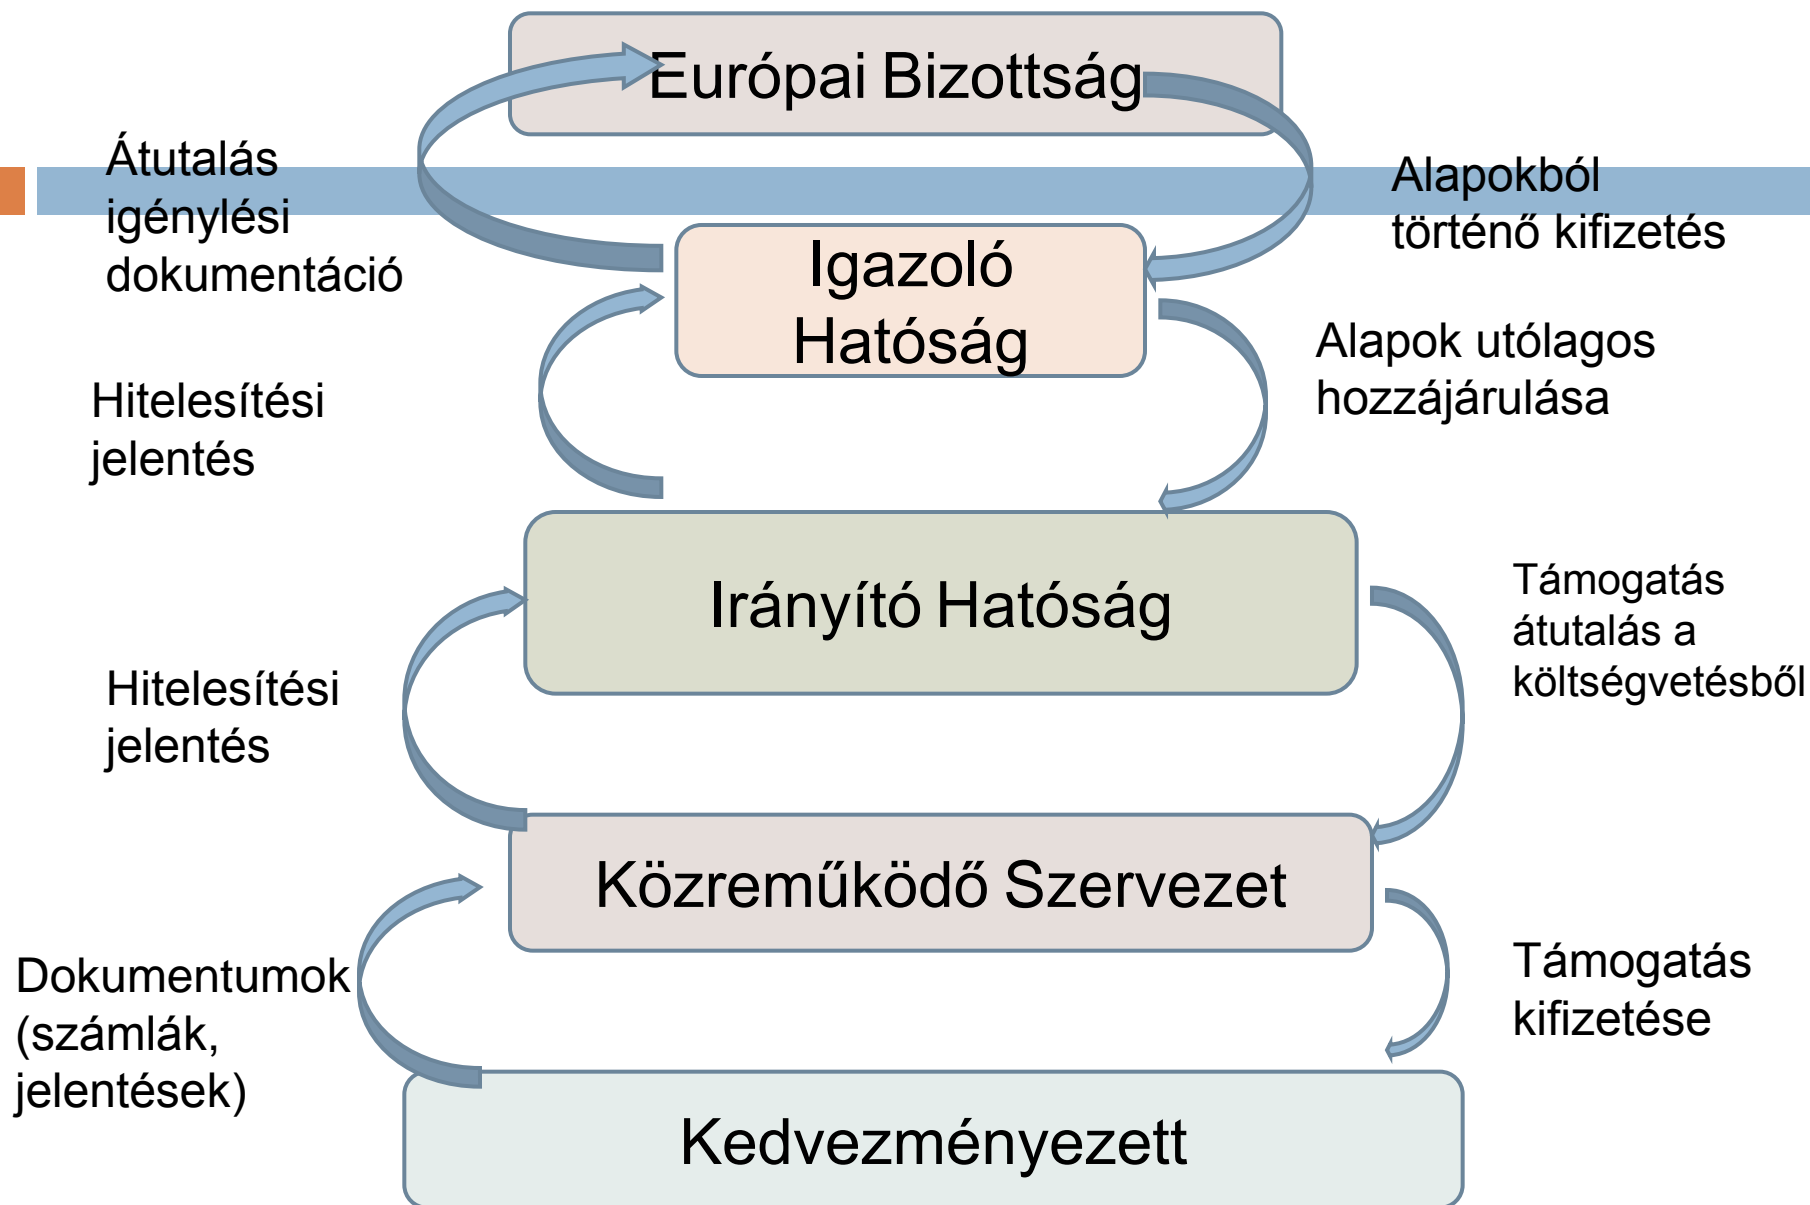 Európai Bizottság
Átutalás
igénylési
dokumentáció
Alapokból
történő kifizetés
Igazoló
Hatóság
Alapok utólagos
hozzájárulása
Hitelesítési
jelentés
Irányító Hatóság
Támogatás
átutalás a
költségvetésből
Hitelesítési
jelentés
Közreműködő Szervezet
Dokumentumok
(számlák,
jelentések)
Támogatás
kifizetése
Kedvezményezett